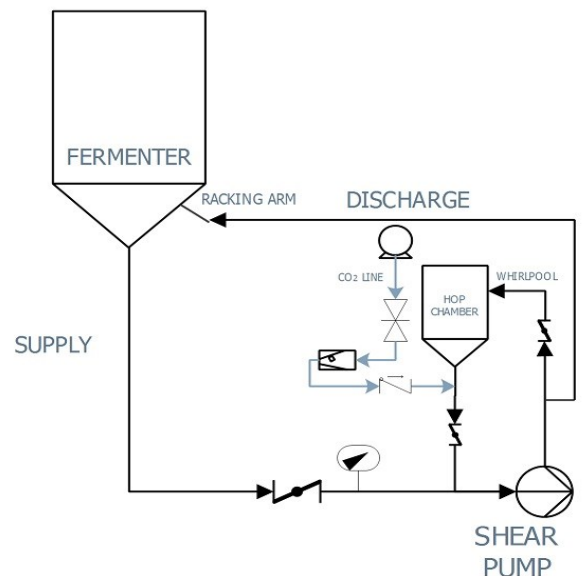 FERMENTER
RACKING ARM
DISCHARGE
CO₂ LINE
WHIRLPOOL
HOP
CHAMBER
SUPPLY
SHEAR
PUMP